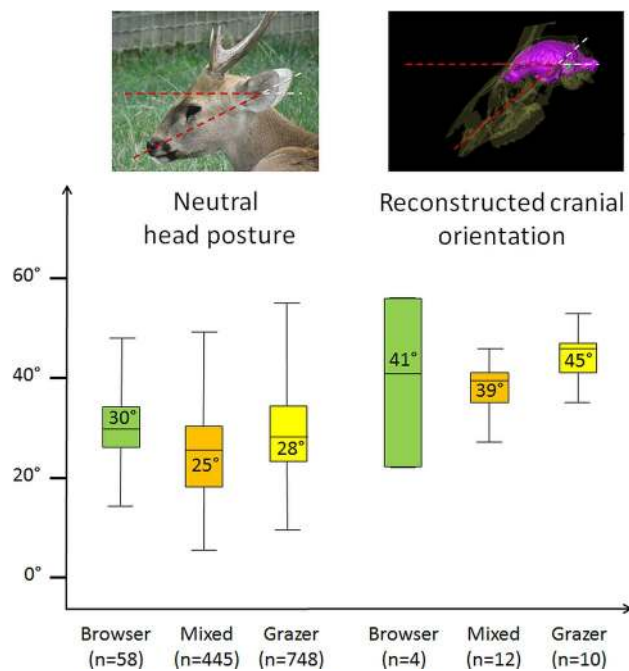 Neutral
head posture
Reconstructed cranial
orientation
60°
40°
20°
0°
30°
25°
28°
41°
39°
45°
Browser
(n=58)
Mixed
(n=445)
Grazer
(n=748)
Browser
(n=4)
Mixed
(n=12)
Grazer
(n=10)